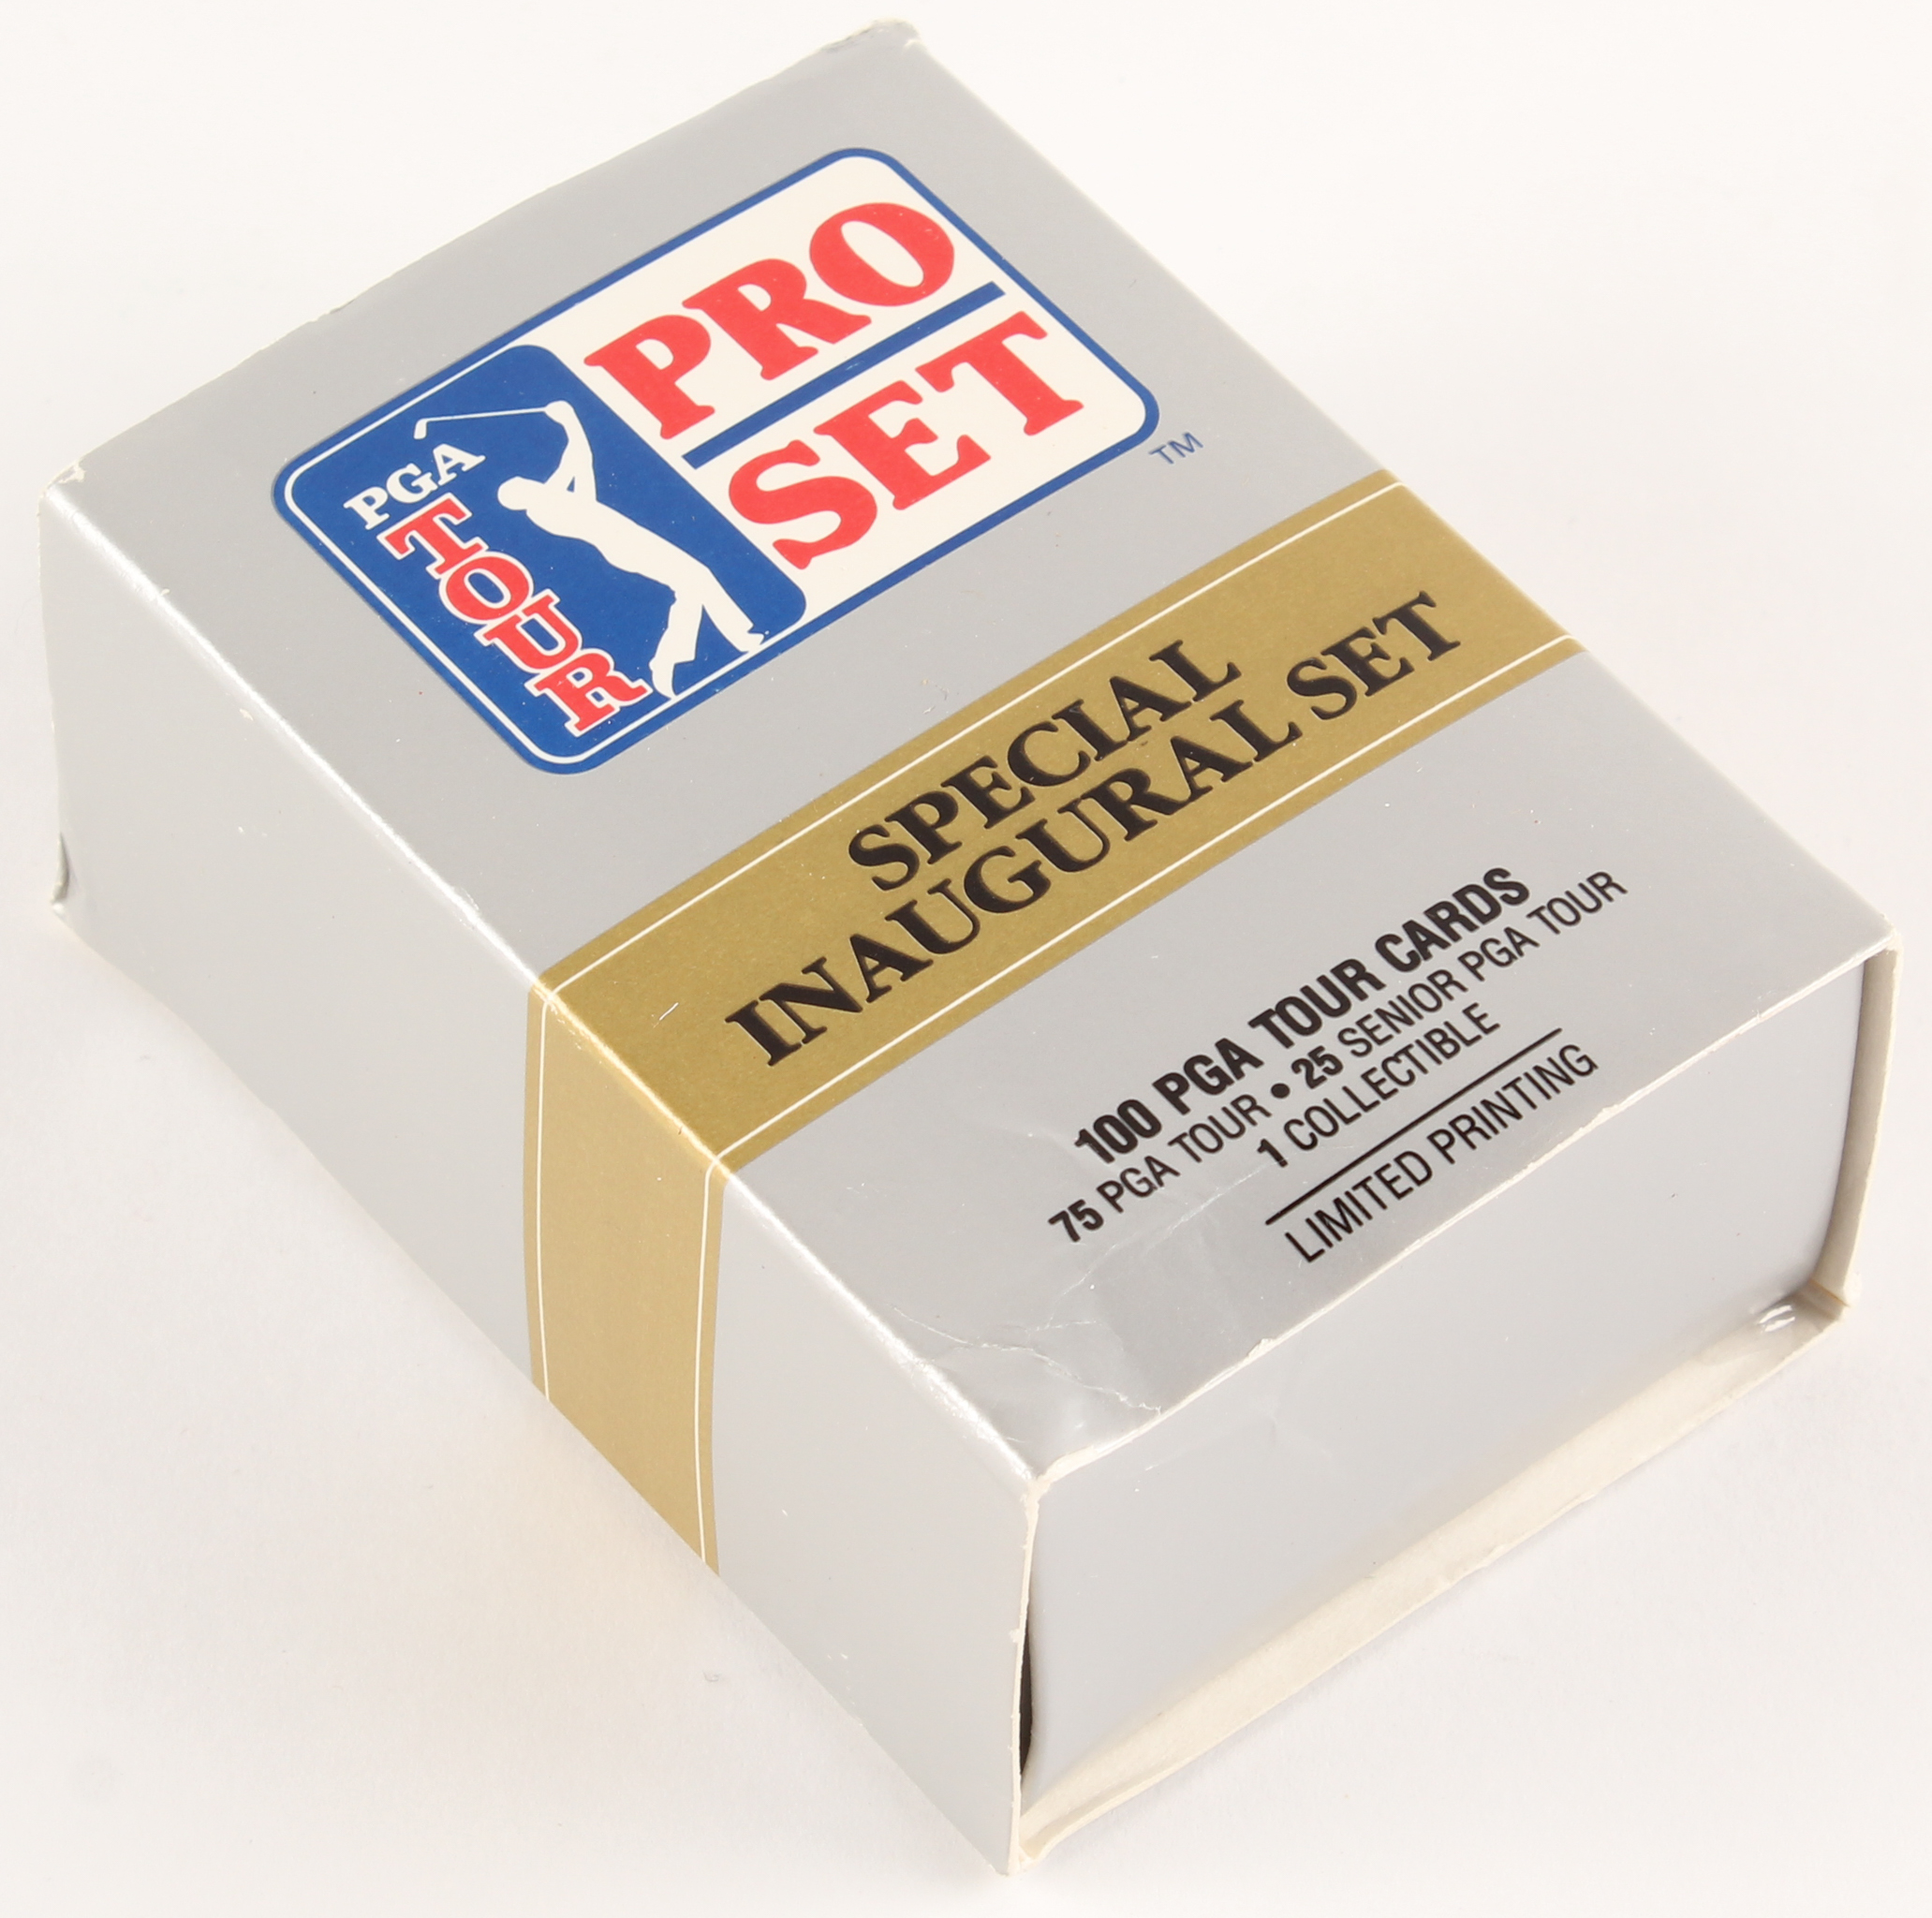 PGA
TOUR
PRO
SET
TM
SPECIAL
INAUGURAL SET
100 PGA TOUR CARDS
75 PGA TOUR • 25 SENIOR PGA TOUR
1 COLLECTIBLE
LIMITED PRINTING